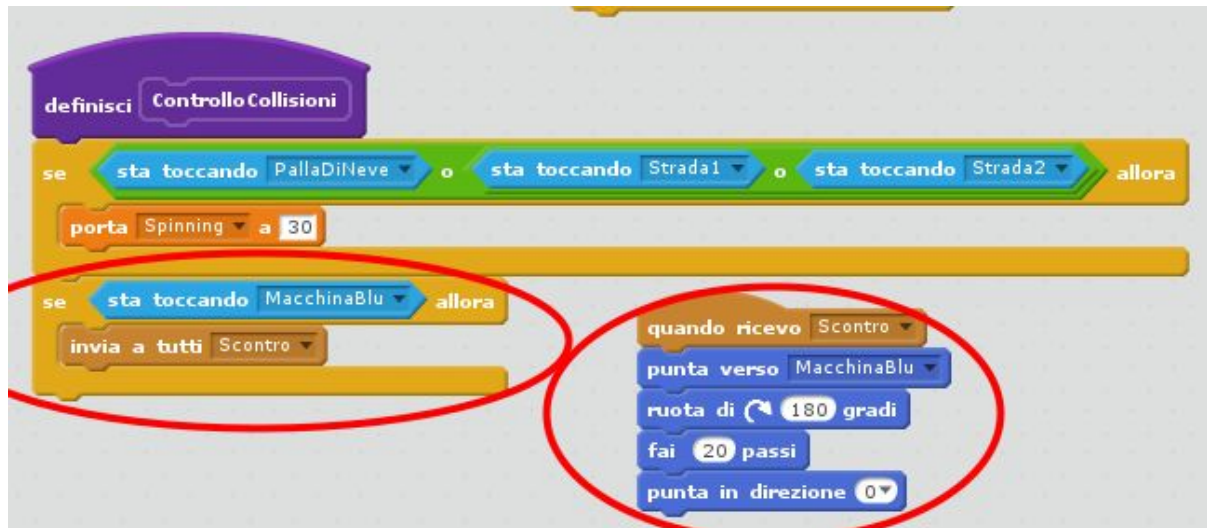 definisci ControlloCollisioni
se sta toccando PallaDiNeve o sta toccando Strada1 o sta toccando Strada2 allora
porta Spinning a 30
se sta toccando MacchinaBlu allora
invia a tutti Scontro
quando ricevo Scontro
punta verso MacchinaBlu
ruota di 180 gradi
fai 20 passi
punta in direzione 0